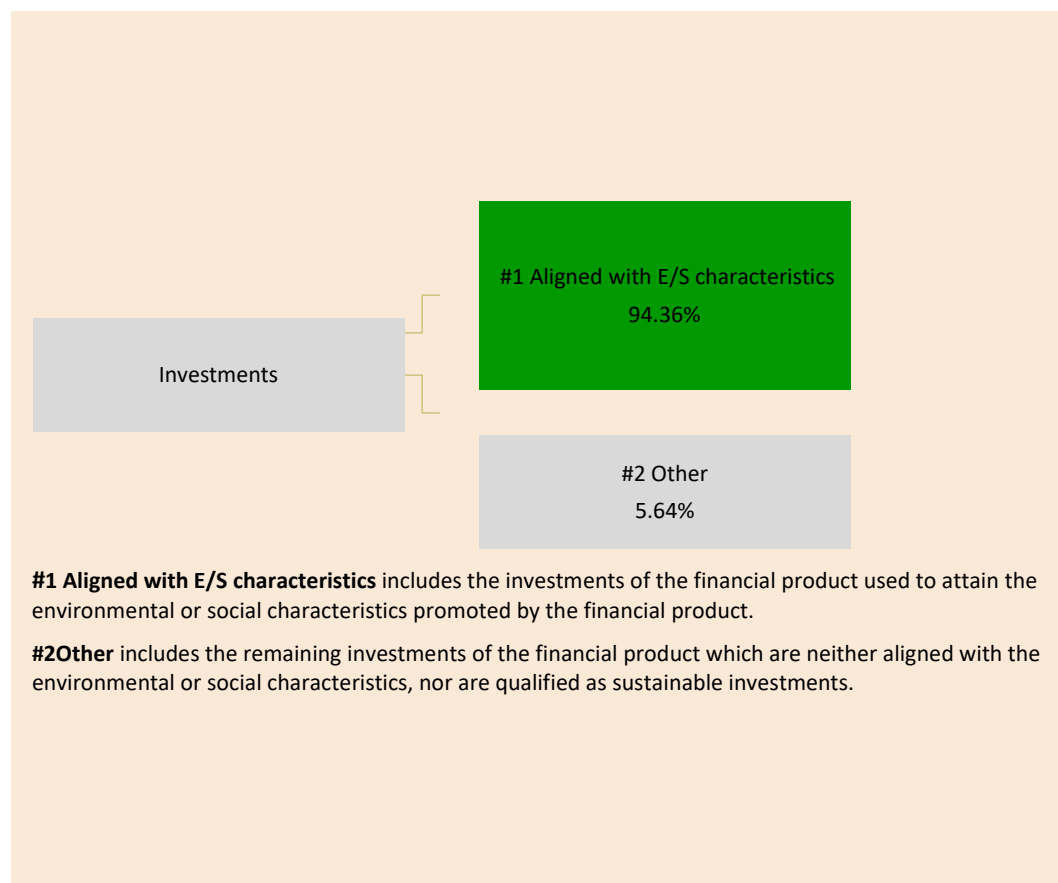 #1 Aligned with E/S characteristics
94.36%
Investments
#2 Other
5.64%
#1 Aligned with E/S characteristics includes the investments of the financial product used to attain the
environmental or social characteristics promoted by the financial product.
#2Other includes the remaining investments of the financial product which are neither aligned with the
environmental or social characteristics, nor are qualified as sustainable investments.